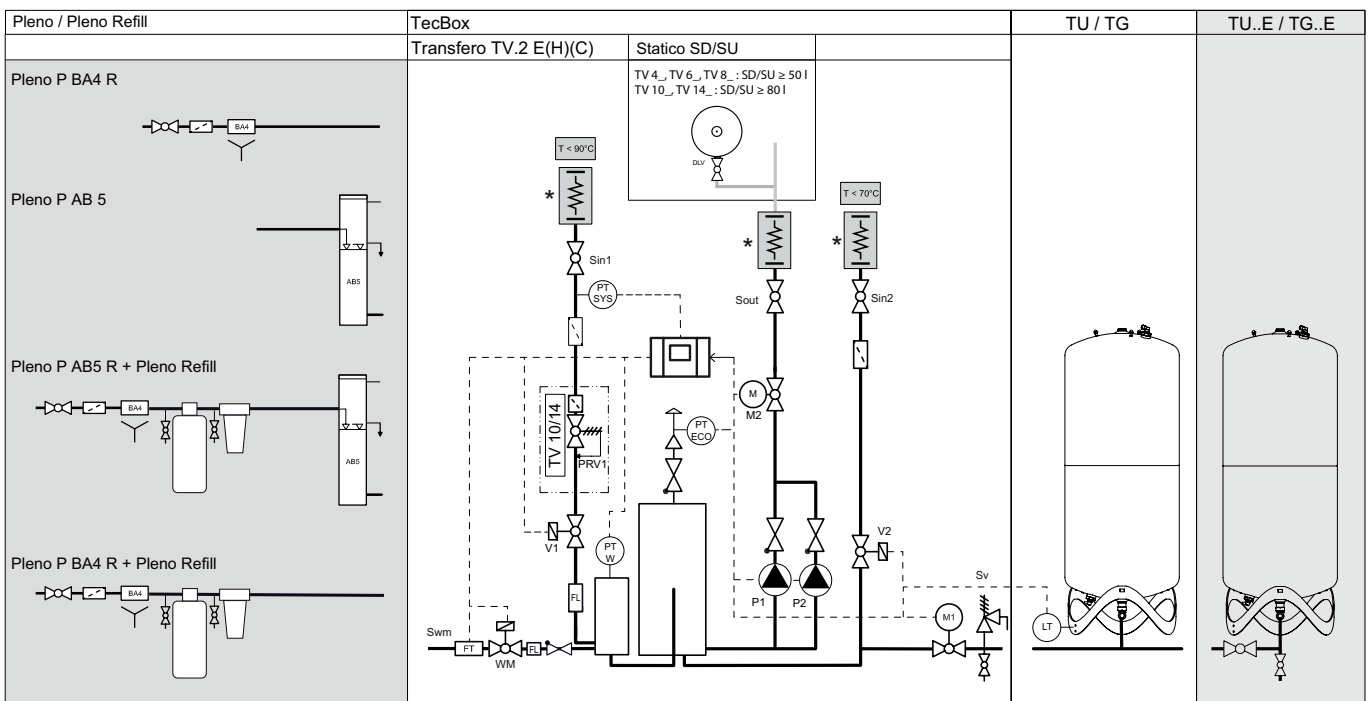 Pleno / Pleno Refill
TecBox
TU / TG
TU..E / TG..E
Transfero TV.2 E(H)(C)
Statico SD/SU
Pleno P BA4 R
BA4
Pleno P AB 5
AB5
Pleno P AB5 R + Pleno Refill
BA4
AB5
Pleno P BA4 R + Pleno Refill
BA4
TV 4_, TV 6_, TV 8_ : SD/SU ≥ 50 l
TV 10_, TV 14_ : SD/SU ≥ 80 l
DLV
T < 90°C
T < 70°C
*
*
*
Sin1
Sout
Sin2
PT
SYS
M
M2
PT
ECO
TV 10/14
PRV1
V1
PT
W
V2
FL
P1
P2
Sv
M1
LT
Swm
FT
WM
FL